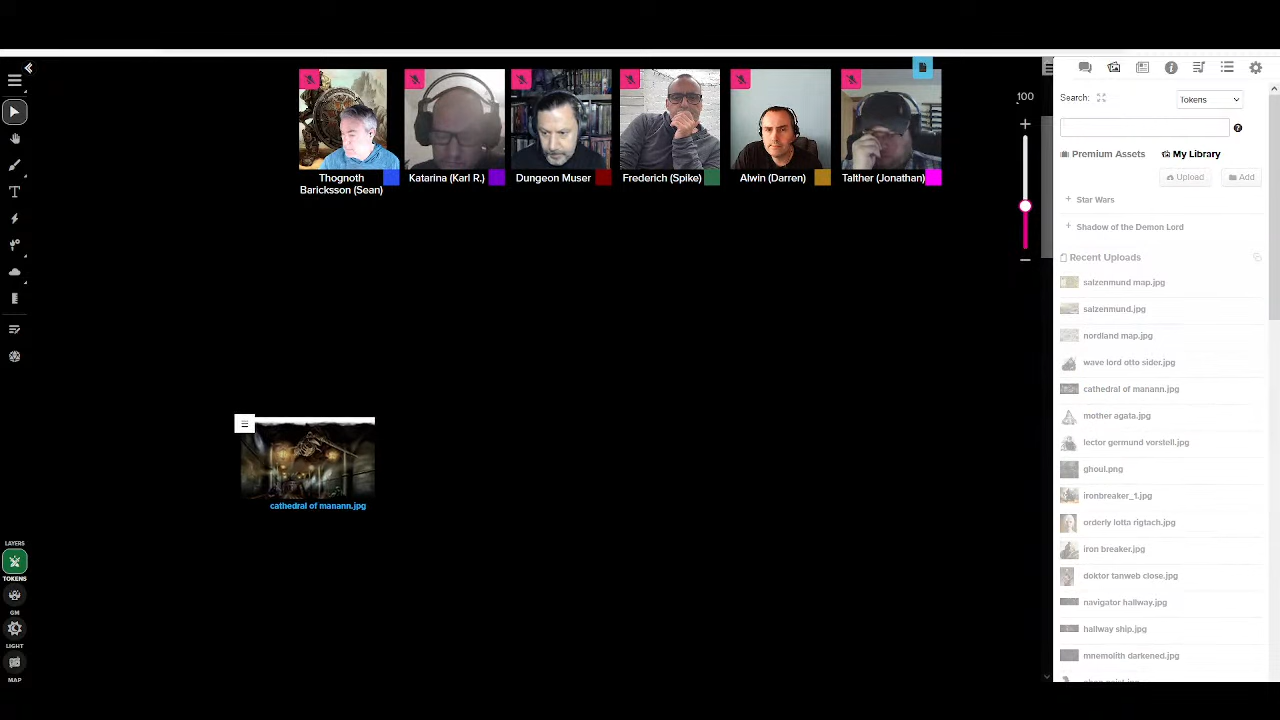 100
Search:
Tokens
Premium Assets
My Library
Upload
Add
Star Wars
Shadow of the Demon Lord
Recent Uploads
salzenmund map.jpg
salzenmund.jpg
nordland map.jpg
wave lord otto sider.jpg
cathedral of manann.jpg
mother agata.jpg
lector germund vorstell.jpg
ghoul.png
ironbreaker_1.jpg
orderly lotta rigtach.jpg
iron breaker.jpg
doktor tanweb close.jpg
navigator hallway.jpg
hallway ship.jpg
mnemolith darkened.jpg
Thognoth
Baricksson (Sean)
Katarina (Karl R.)
Dungeon Muser
Frederich (Spike)
Alwin (Darren)
Talther (Jonathan)
cathedral of manann.jpg
LAYERS
TOKENS
GM
LIGHT
MAP